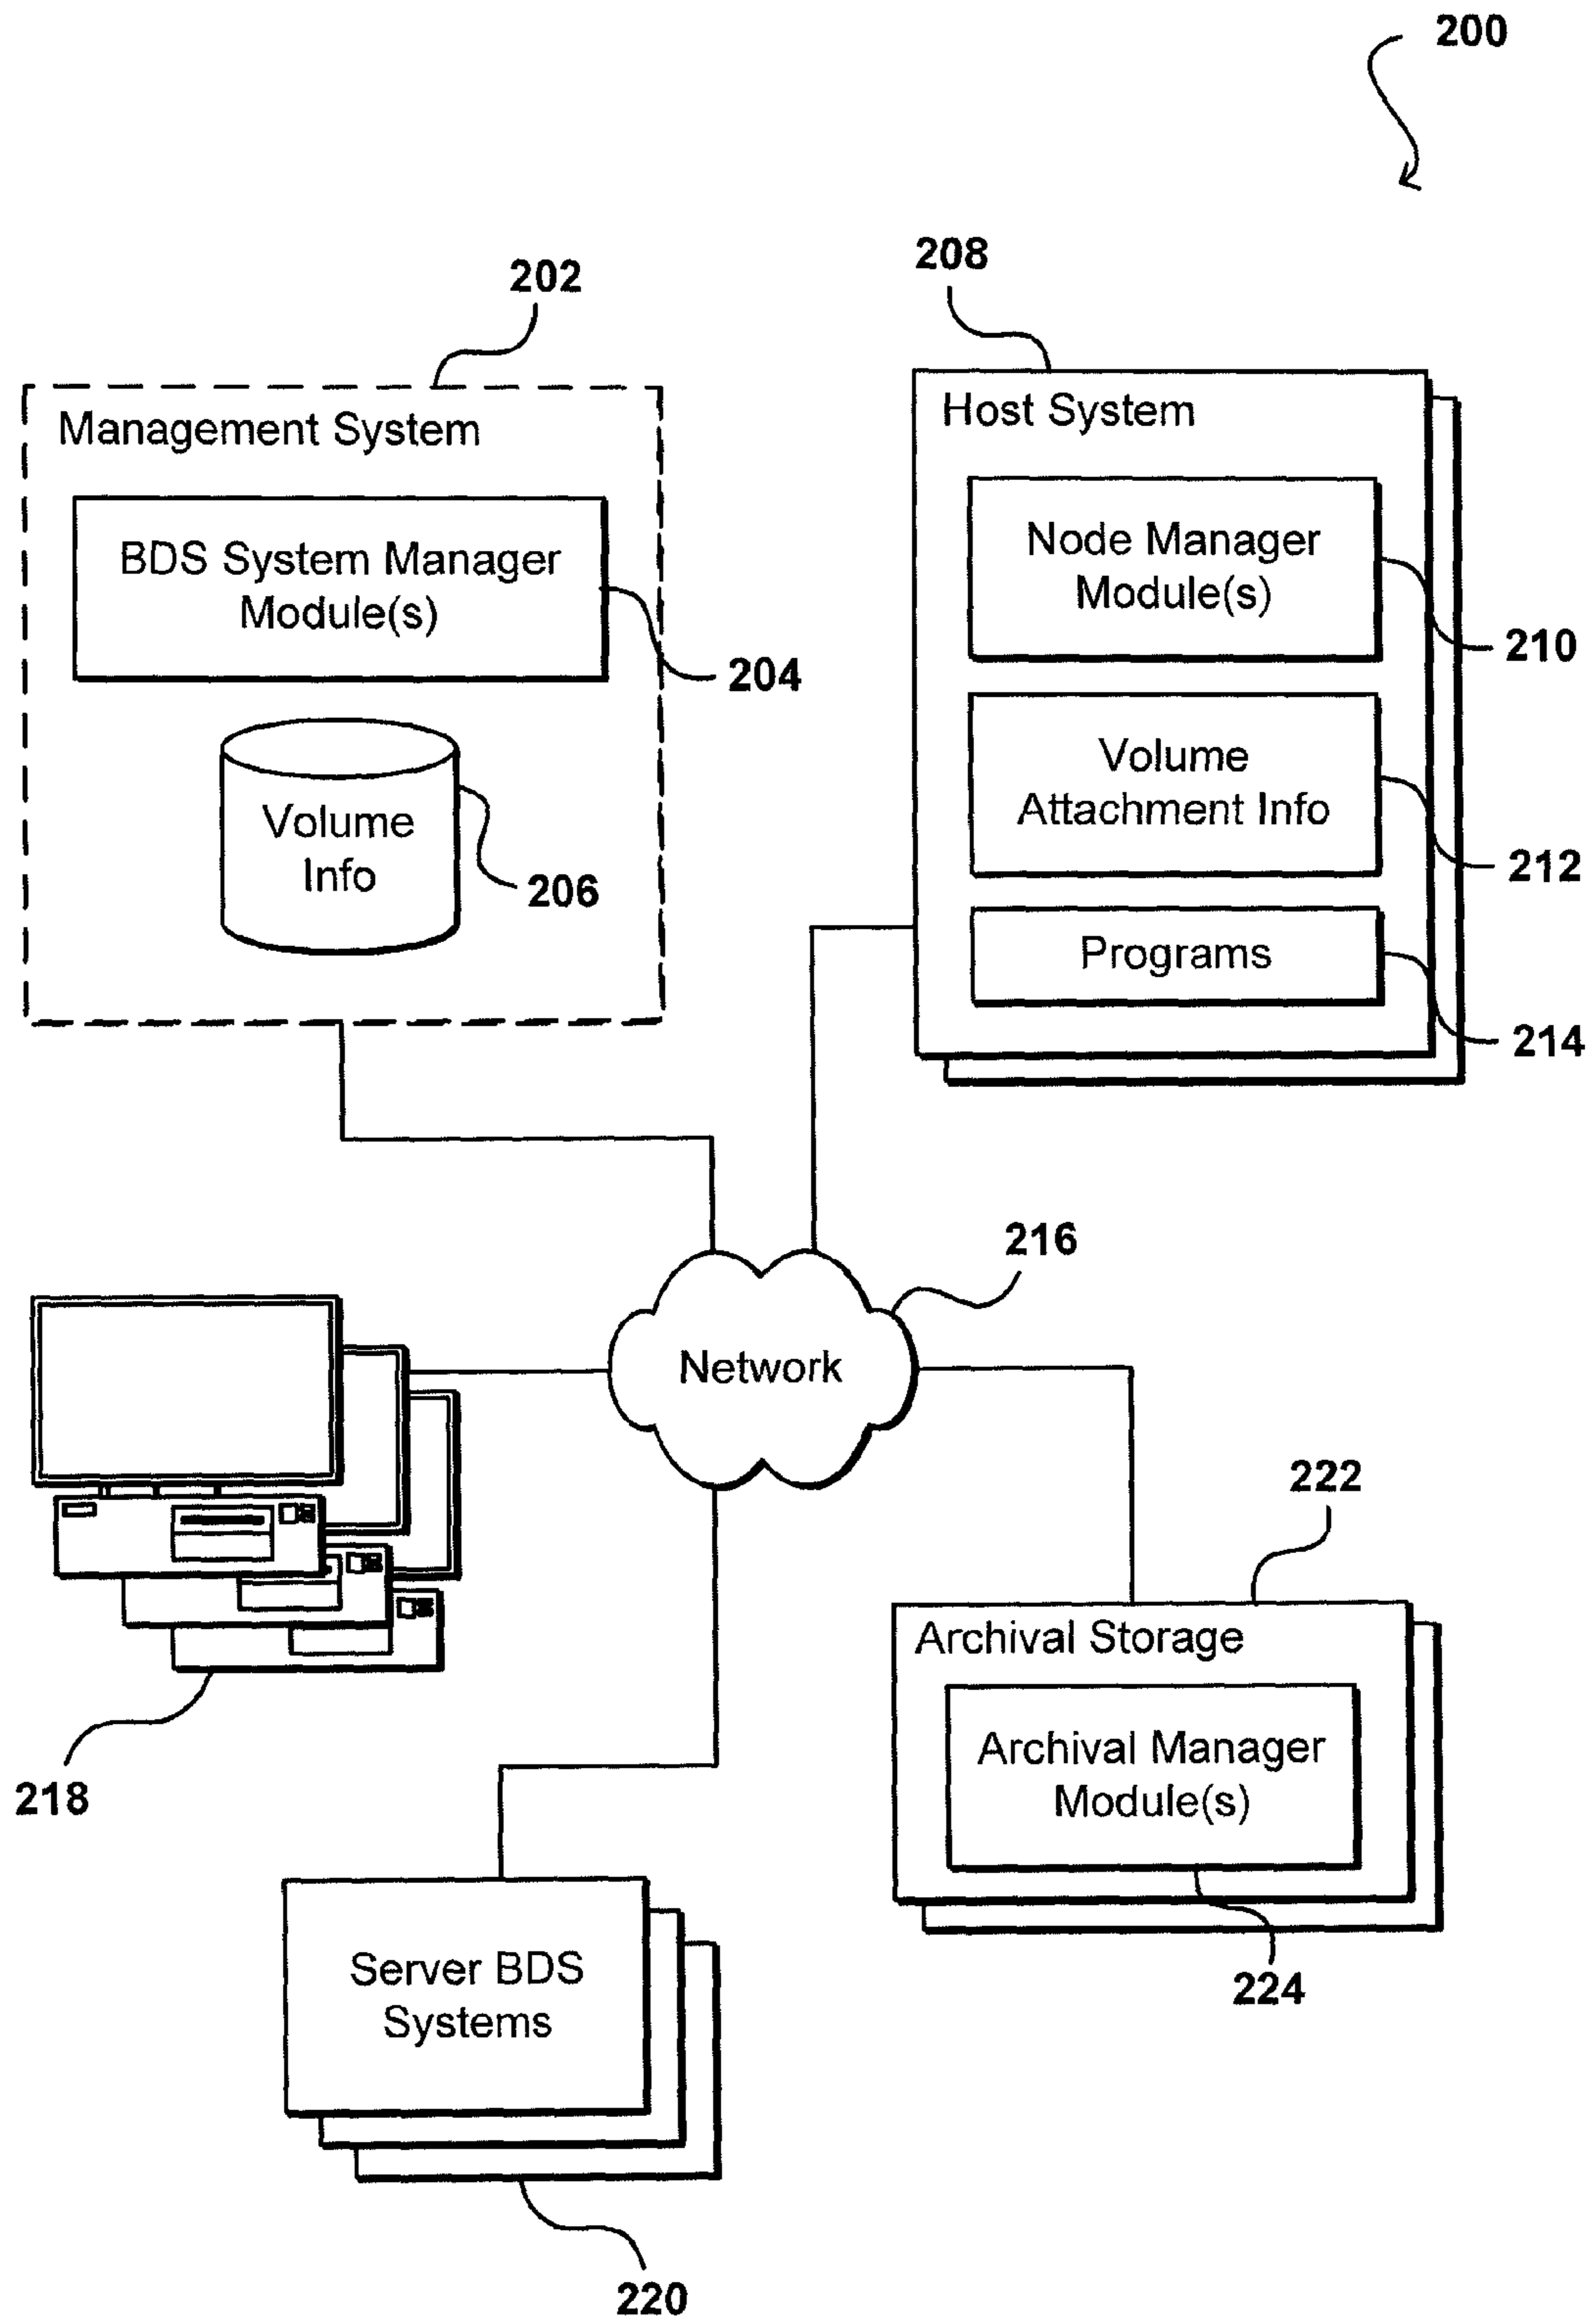 200
202
208
Management System
BDS System Manager
Module(s)
204
Volume
Info
206
Host System
Node Manager
Module(s)
210
Volume
Attachment Info
212
Programs
214
216
Network
218
222
Archival Storage
Archival Manager
Module(s)
224
Server BDS
Systems
220